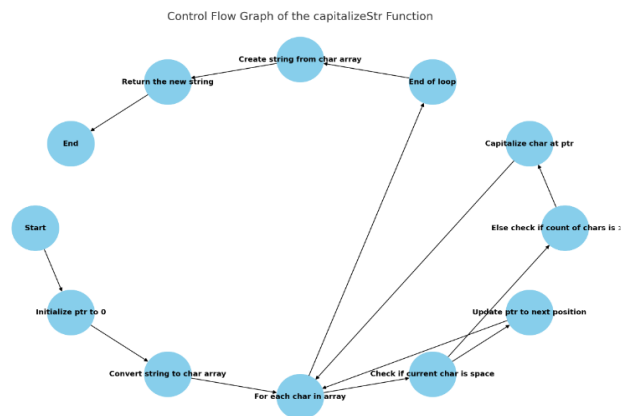 Control Flow Graph of the capitalizeStr Function
Create string from char array
Return the new string
End of loop
End
Capitalize char at ptr
Start
Else check if count of chars is >
Initialize ptr to 0
Update ptr to next position
Convert string to char array
Check if current char is space
For each char in array